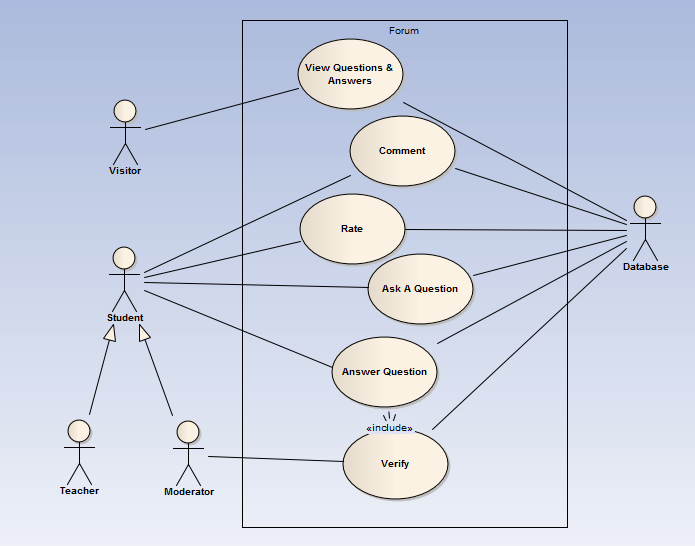 Forum
View Questions &
Answers
Comment
Visitor
Rate
Database
Ask A Question
Student
Answer Question
«include»
Verify
Teacher
Moderator